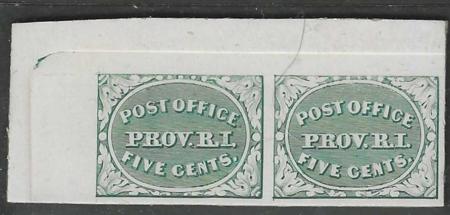 POST OFFICE
PROV. R.I.
FIVE CENTS.
POST OFFICE
PROV. R.I.
FIVE CENTS.